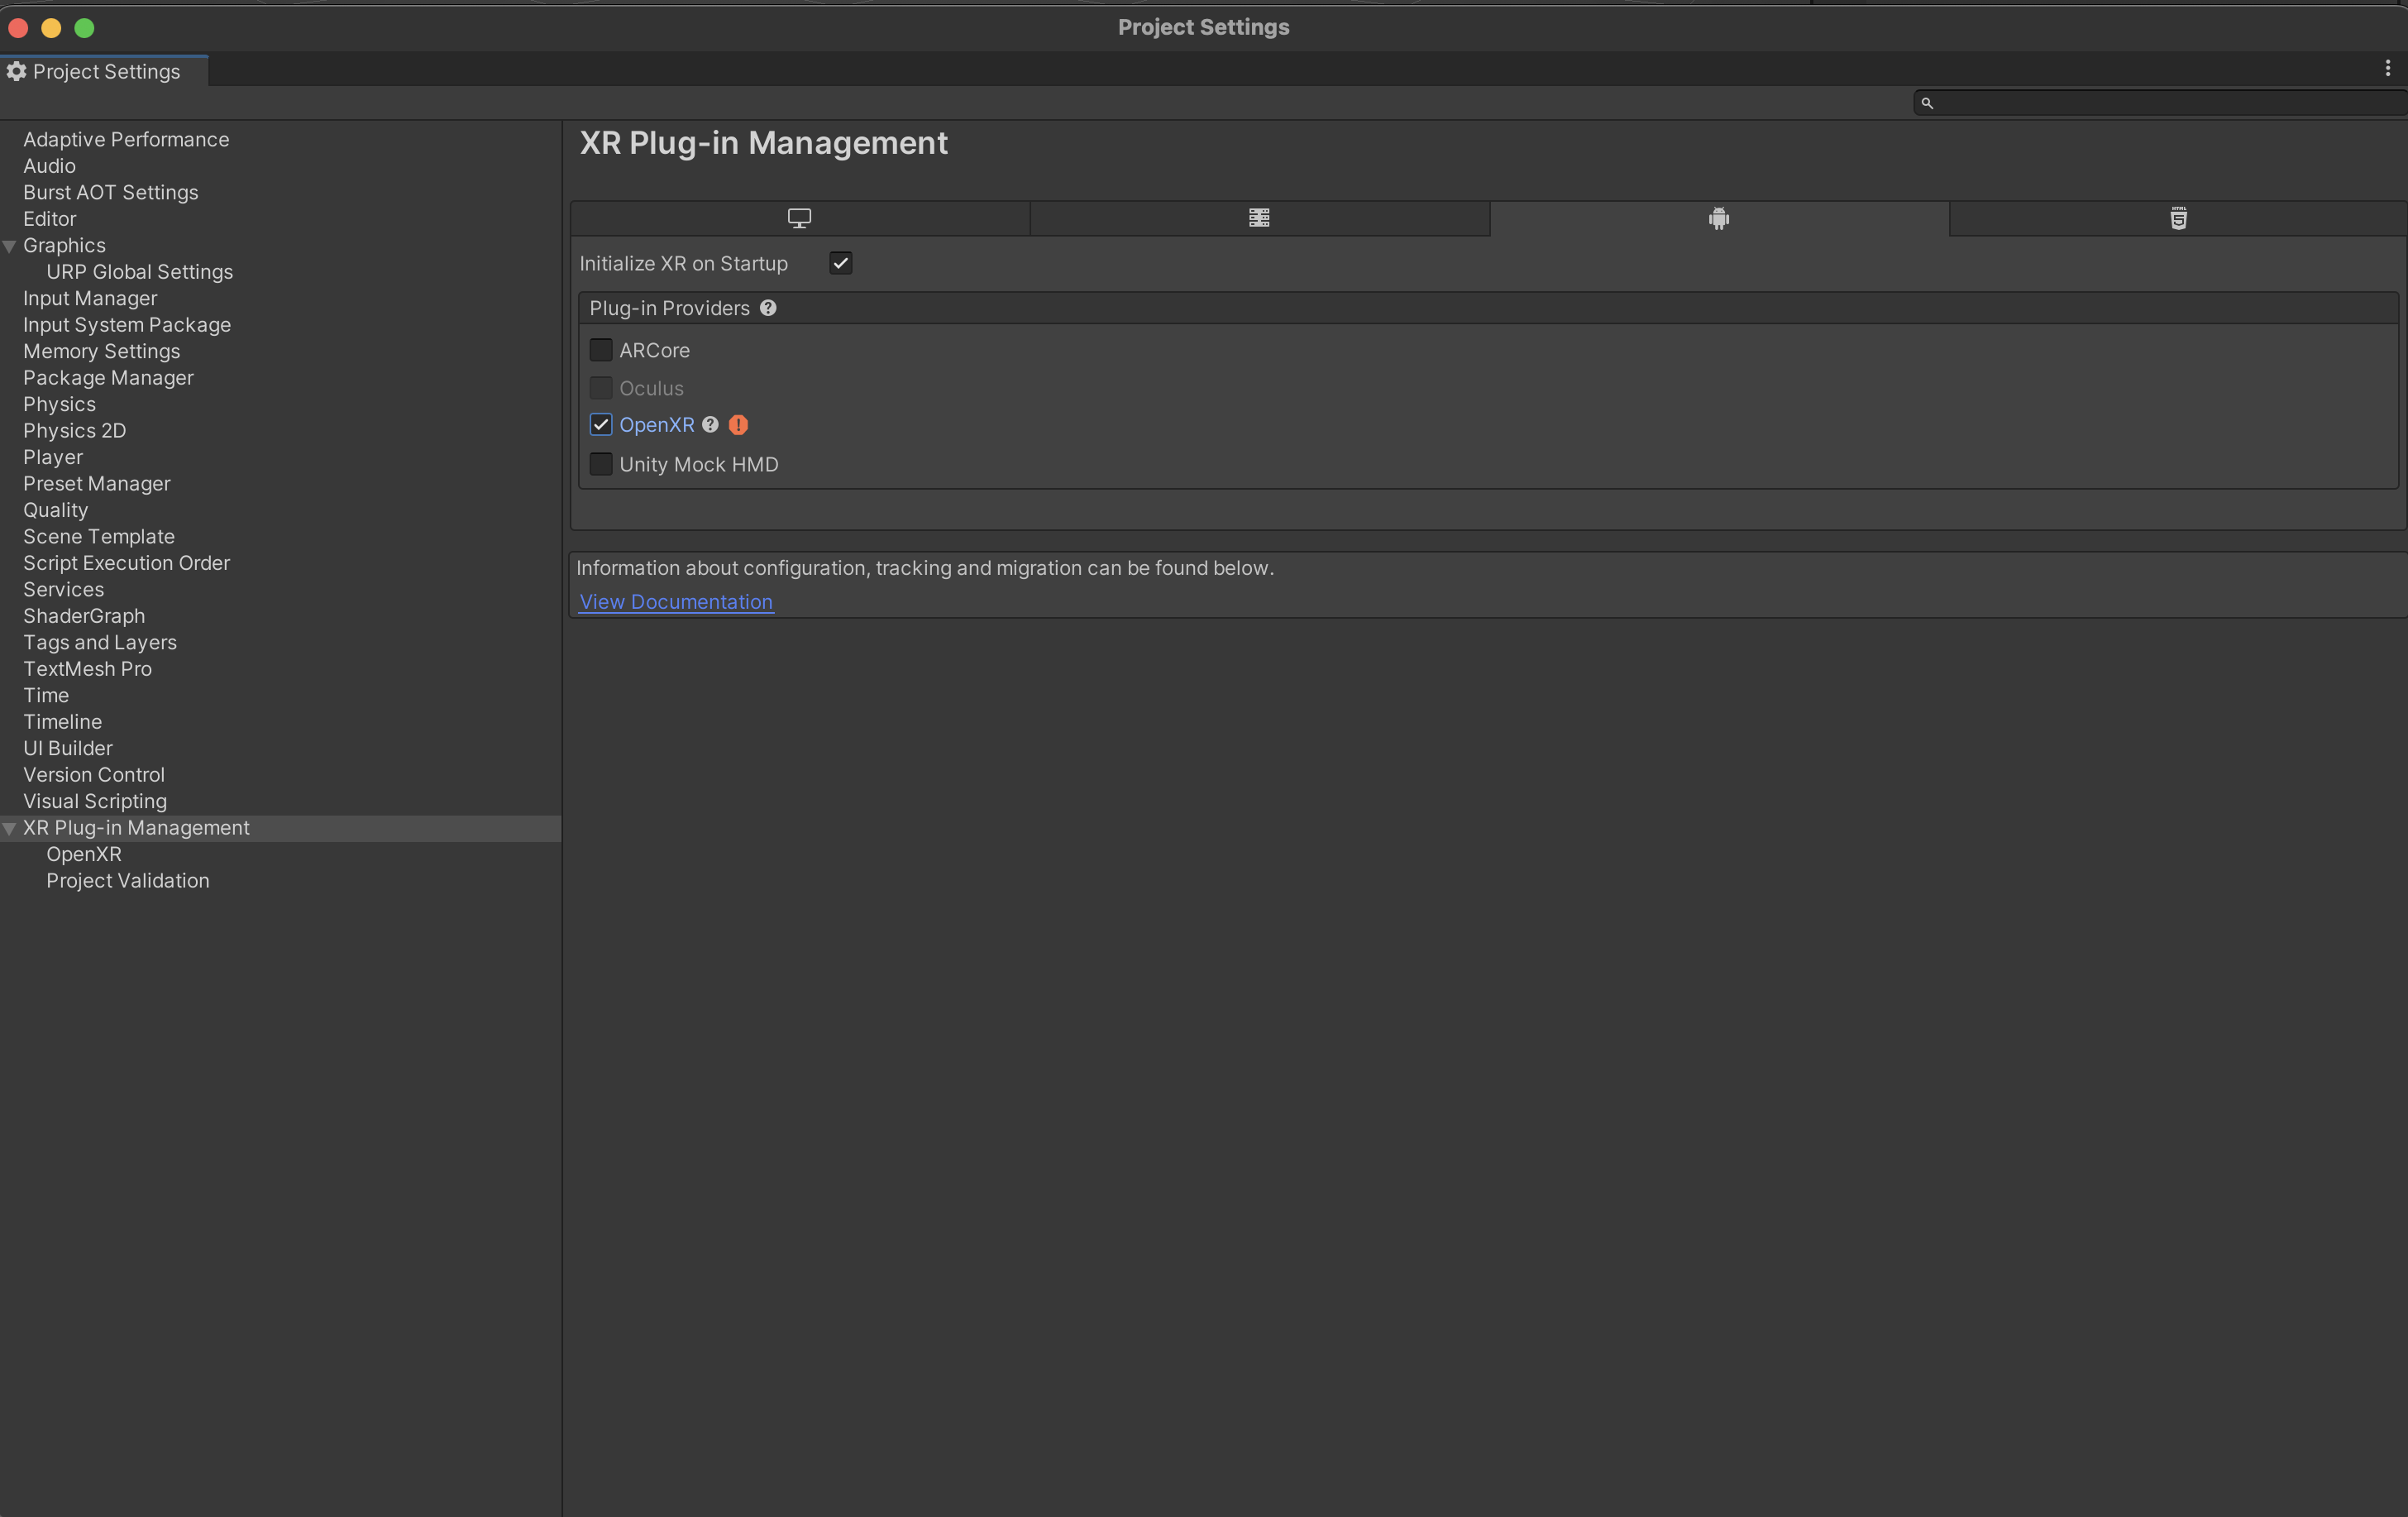 Project Settings
Project Settings
Adaptive Performance
Audio
Burst AOT Settings
Editor
Graphics
URP Global Settings
Input Manager
Input System Package
Memory Settings
Package Manager
Physics
Physics 2D
Player
Preset Manager
Quality
Scene Template
Script Execution Order
Services
ShaderGraph
Tags and Layers
TextMesh Pro
Time
Timeline
UI Builder
Version Control
Visual Scripting
XR Plug-in Management
OpenXR
Project Validation
XR Plug-in Management
HTML
5
Initialize XR on Startup
Plug-in Providers ?
ARCore
Oculus
OpenXR ? !
Unity Mock HMD
Information about configuration, tracking and migration can be found below.
View Documentation